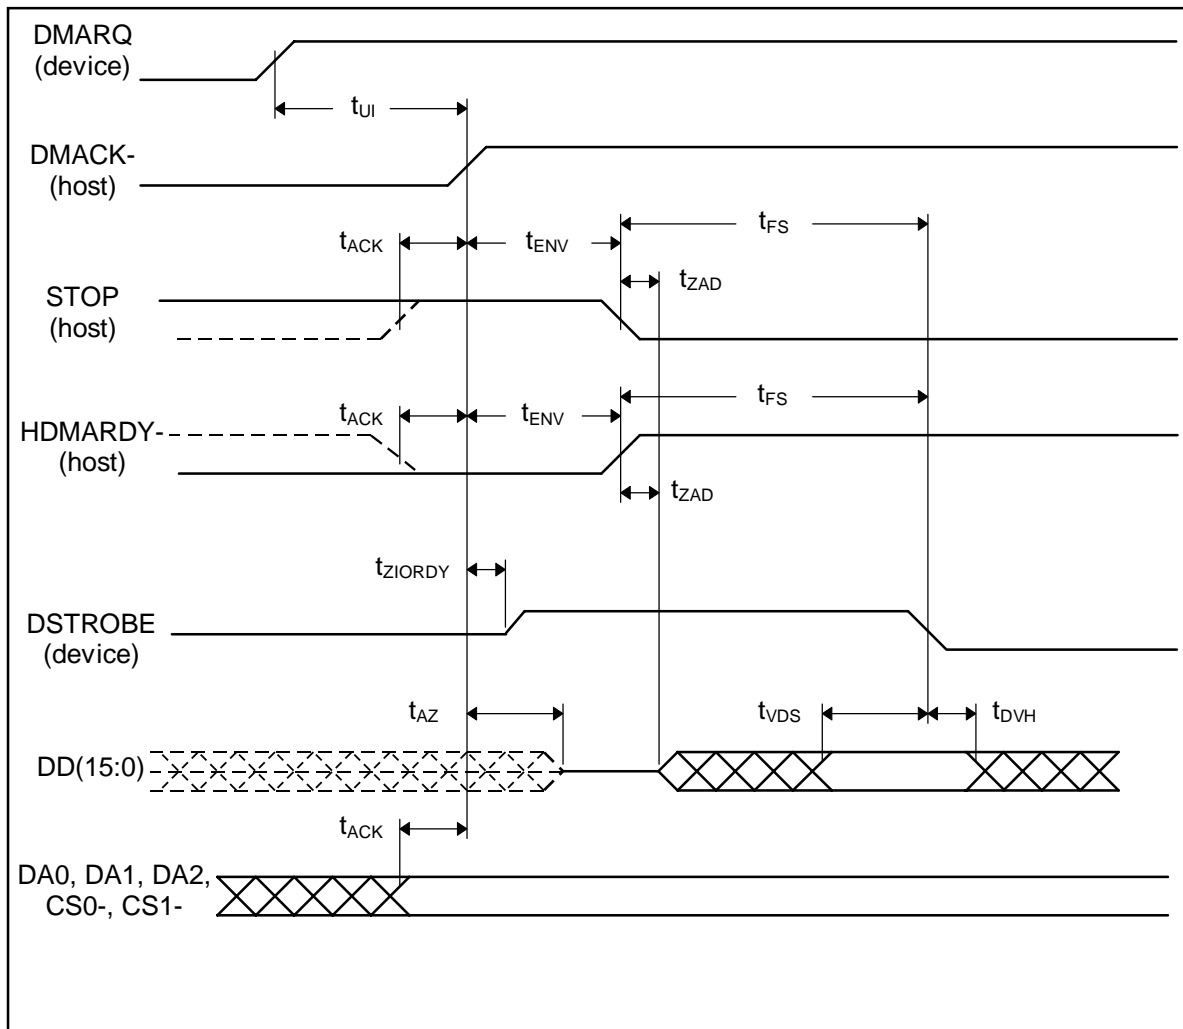 DMARQ
(device)
tUI
DMACK-
(host)
tFS
tACK
tENV
tZAD
STOP
(host)
tFS
tACK
tENV
HDMARDY-
(host)
tZAD
tZIORDY
DSTROBE
(device)
tAZ
tVDS
tDVH
DD(15:0)
tACK
DA0, DA1, DA2,
CS0-, CS1-